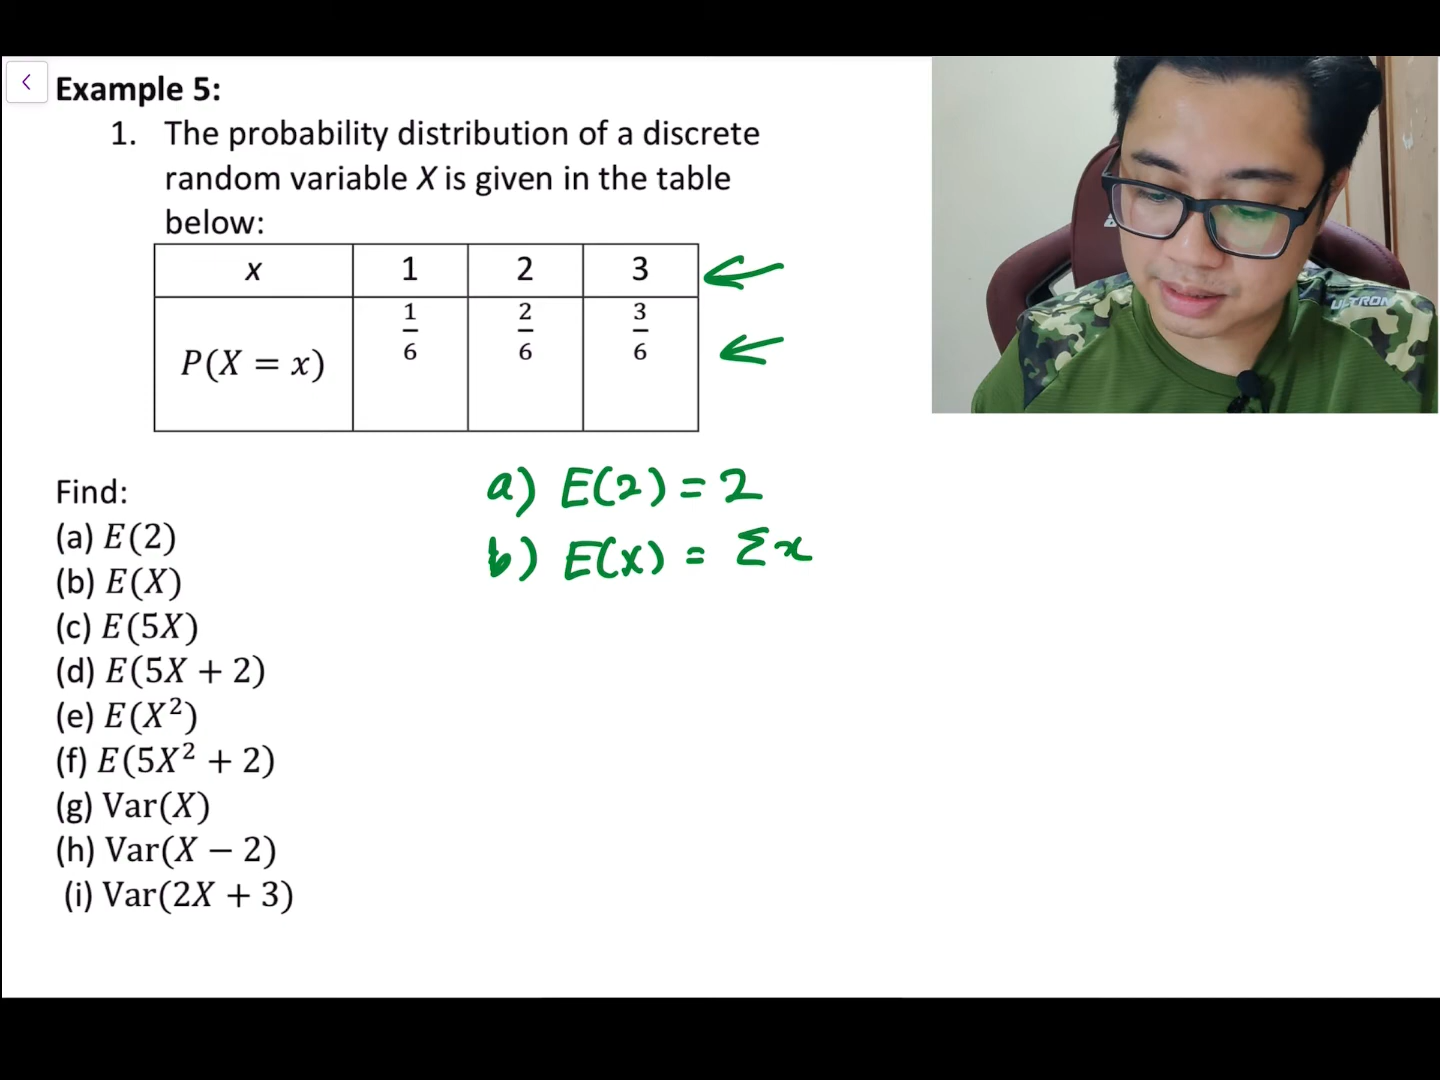 Example 5:
1. The probability distribution of a discrete
random variable X is given in the table
below:
x 1 2 3
P(X = x) 1/6 2/6 3/6
Find:
(a) E(2)
(b) E(X)
(c) E(5X)
(d) E(5X + 2)
(e) E(X²)
(f) E(5X² + 2)
(g) Var(X)
(h) Var(X − 2)
(i) Var(2X + 3)
a) E(2) = 2
b) E(X) = Σx